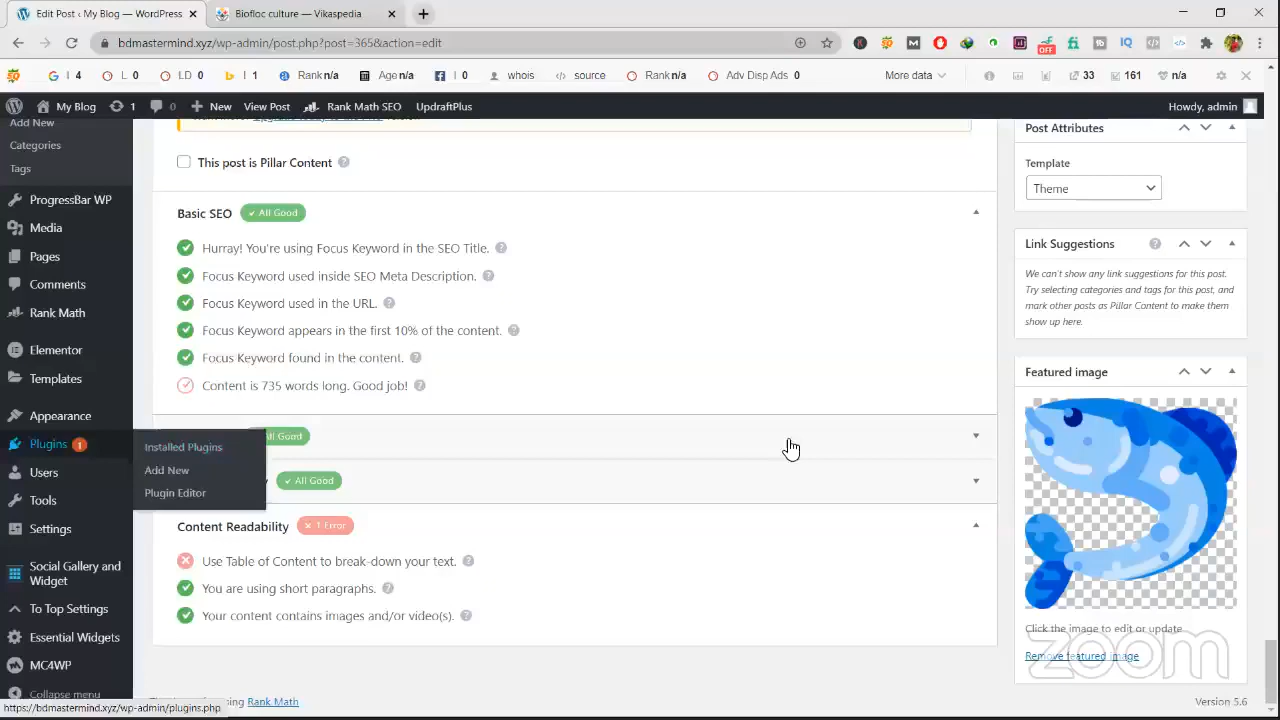 Edit Post ‹ My Blog — WordPress
Biofloc culture — Vikaspedia
bdmastermind.xyz/wp-admin/post.php?post=365&action=edit
OFF
IQ
I 4
L 0
LD 0
I 1
Rank n/a
Age n/a
I 0
whois
source
Rank n/a
Adv Disp Ads 0
More data
33
161
n/a
My Blog
1
New
View Post
Rank Math SEO
UpdraftPlus
Howdy, admin
Add New
Categories
Tags
ProgressBar WP
Media
Pages
Comments
Rank Math
Elementor
Templates
Appearance
Plugins 1
Users
Tools
Settings
Social Gallery and
Widget
To Top Settings
Essential Widgets
MC4WP
Collapse menu
Installed Plugins
Add New
Plugin Editor
This post is Pillar Content
Basic SEO
All Good
Hurray! You're using Focus Keyword in the SEO Title.
Focus Keyword used inside SEO Meta Description.
Focus Keyword used in the URL.
Focus Keyword appears in the first 10% of the content.
Focus Keyword found in the content.
Content is 735 words long. Good job!
All Good
All Good
Content Readability
× 1 Error
Use Table of Content to break-down your text.
You are using short paragraphs.
Your content contains images and/or video(s).
Post Attributes
Template
Theme
Link Suggestions
We can't show any link suggestions for this post.
Try selecting categories and tags for this post, and
mark other posts as Pillar Content to make them
show up here.
Featured image
Click the image to edit or update
Remove featured image
zoom
https://bdmastermind.xyz/wp-admin/plugins.php
Rank Math
Version 5.6